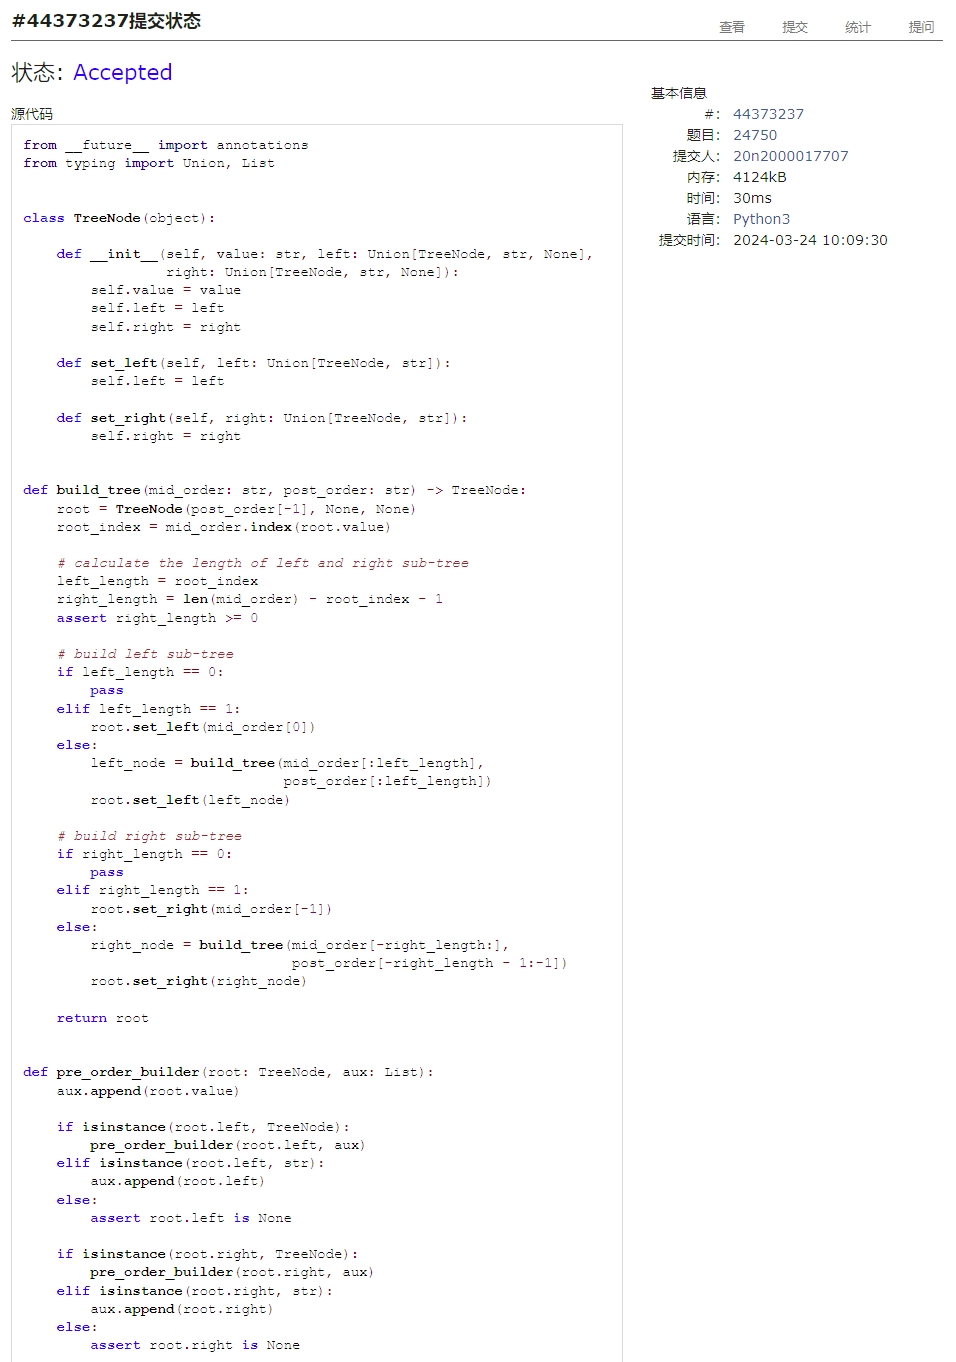 #44373237提交状态
查看 提交 统计 提问
状态: Accepted
源代码
from __future__ import annotations
from typing import Union, List
class TreeNode(object):
    def __init__(self, value: str, left: Union[TreeNode, str, None],
                 right: Union[TreeNode, str, None]):
        self.value = value
        self.left = left
        self.right = right
    def set_left(self, left: Union[TreeNode, str]):
        self.left = left
    def set_right(self, right: Union[TreeNode, str]):
        self.right = right
def build_tree(mid_order: str, post_order: str) -> TreeNode:
    root = TreeNode(post_order[-1], None, None)
    root_index = mid_order.index(root.value)
    # calculate the length of left and right sub-tree
    left_length = root_index
    right_length = len(mid_order) - root_index - 1
    assert right_length >= 0
    # build left sub-tree
    if left_length == 0:
        pass
    elif left_length == 1:
        root.set_left(mid_order[0])
    else:
        left_node = build_tree(mid_order[:left_length],
                               post_order[:left_length])
        root.set_left(left_node)
    # build right sub-tree
    if right_length == 0:
        pass
    elif right_length == 1:
        root.set_right(mid_order[-1])
    else:
        right_node = build_tree(mid_order[-right_length:],
                                post_order[-right_length - 1:-1])
        root.set_right(right_node)
    return root
def pre_order_builder(root: TreeNode, aux: List):
    aux.append(root.value)
    if isinstance(root.left, TreeNode):
        pre_order_builder(root.left, aux)
    elif isinstance(root.left, str):
        aux.append(root.left)
    else:
        assert root.left is None
    if isinstance(root.right, TreeNode):
        pre_order_builder(root.right, aux)
    elif isinstance(root.right, str):
        aux.append(root.right)
    else:
        assert root.right is None
基本信息
#: 44373237
题目: 24750
提交人: 20n2000017707
内存: 4124kB
时间: 30ms
语言: Python3
提交时间: 2024-03-24 10:09:30